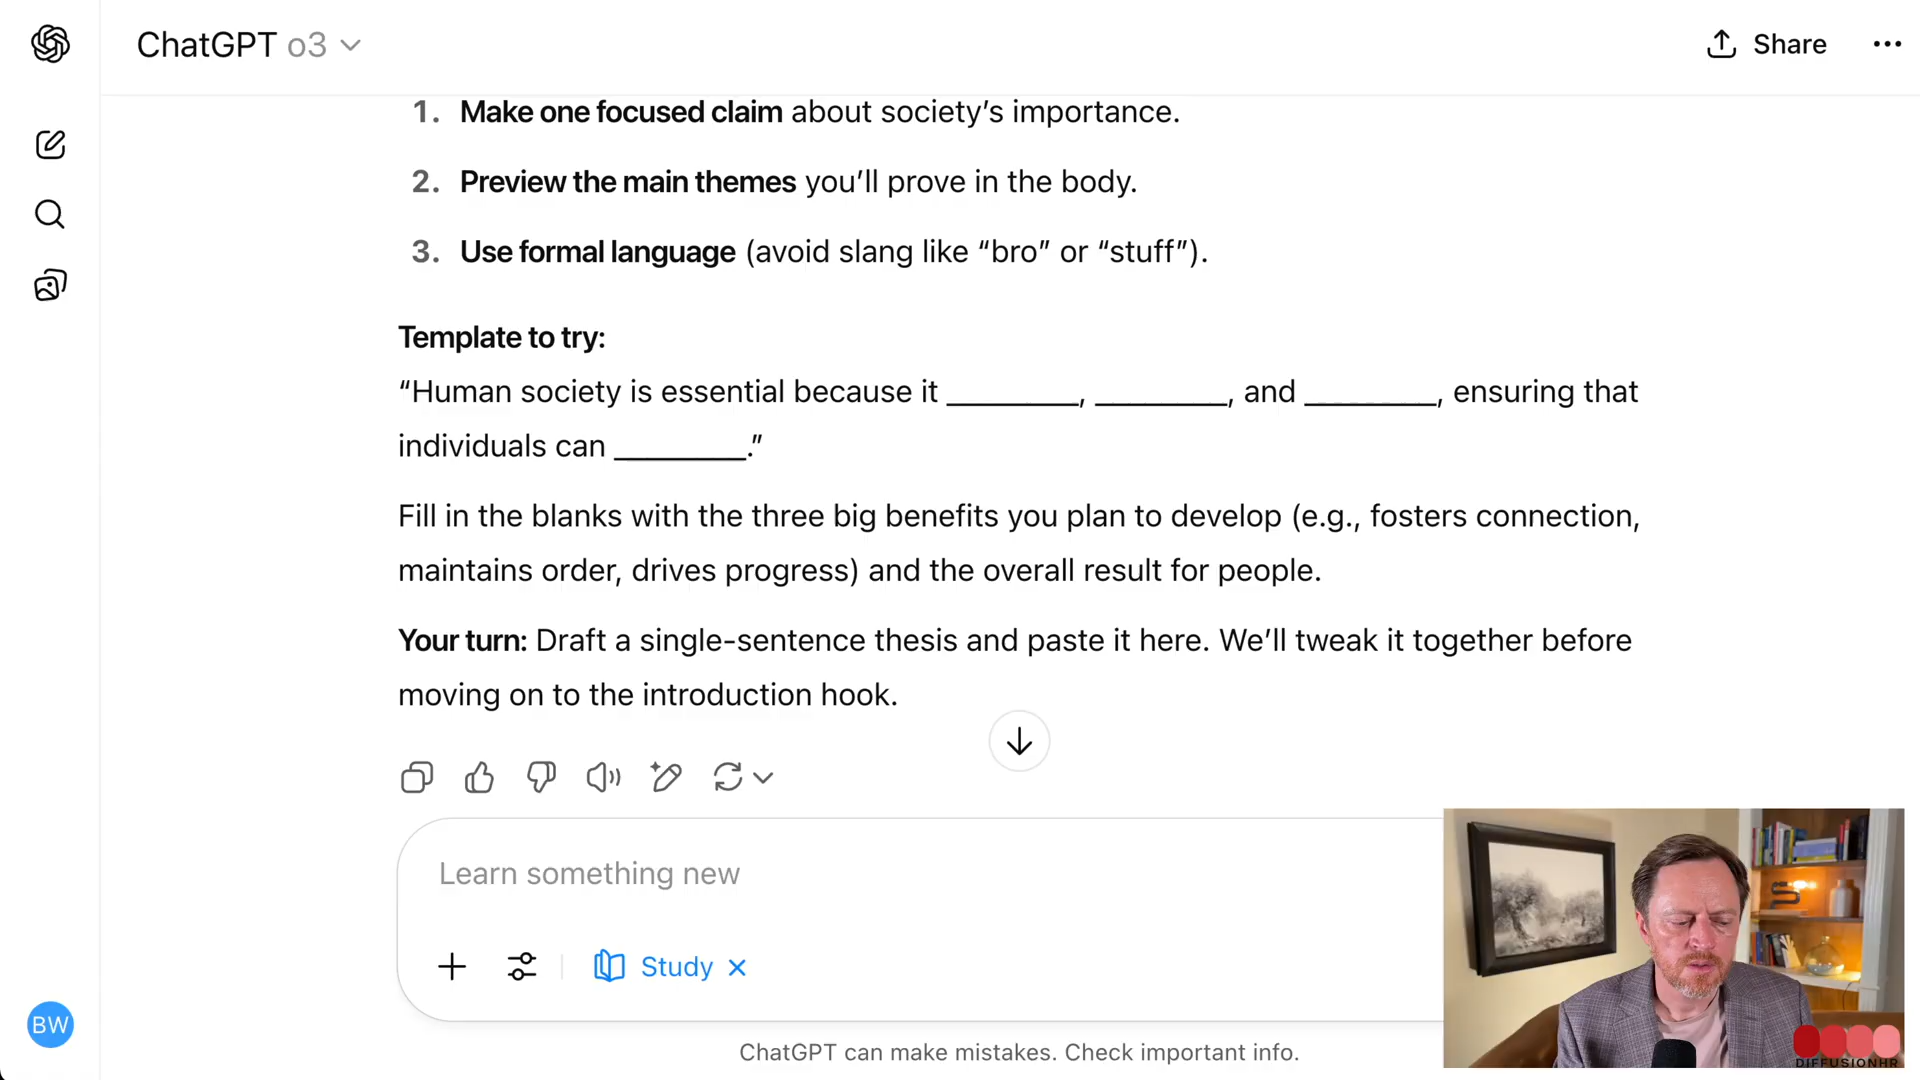 ChatGPT o3
Share
1. Make one focused claim about society’s importance.
2. Preview the main themes you’ll prove in the body.
3. Use formal language (avoid slang like “bro” or “stuff”).
Template to try:
“Human society is essential because it ________, ________, and ________, ensuring that
individuals can ________.”
Fill in the blanks with the three big benefits you plan to develop (e.g., fosters connection,
maintains order, drives progress) and the overall result for people.
Your turn: Draft a single-sentence thesis and paste it here. We’ll tweak it together before
moving on to the introduction hook.
Learn something new
Study
BW
ChatGPT can make mistakes. Check important info.
DIFFUSIONHR